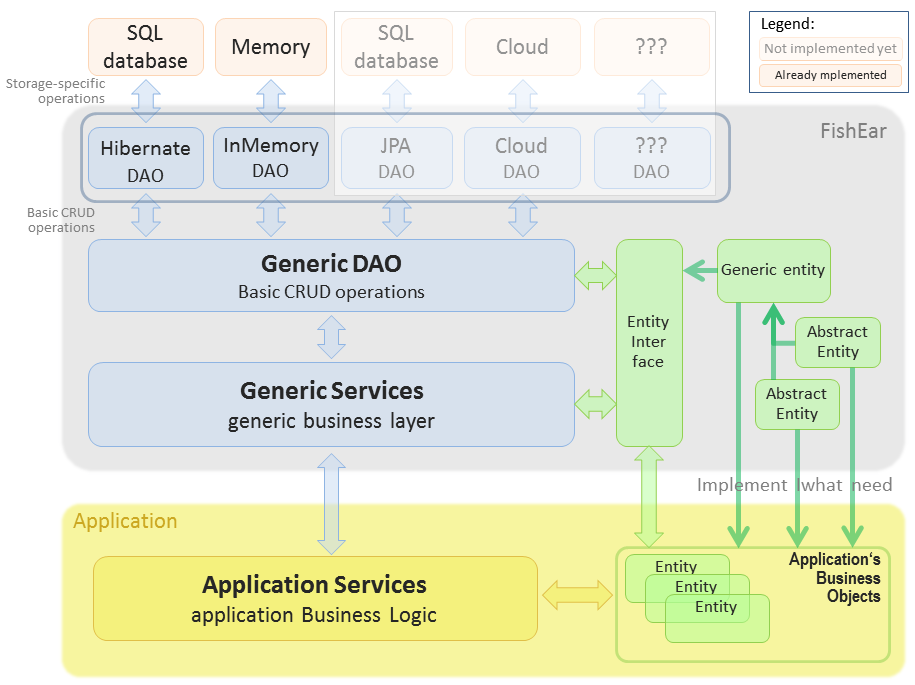 SQL
database
Memory
SQL
database
Cloud
???
Legend:
Not implemented yet
Already mplemented
Storage-specific
operations
FishEar
Hibernate
DAO
InMemory
DAO
JPA
DAO
Cloud
DAO
???
DAO
Basic CRUD
operations
Generic DAO
Basic CRUD operations
Entity
Inter
face
Generic entity
Abstract
Entity
Abstract
Entity
Generic Services
generic business layer
Implement lwhat need
Application
Application Services
application Business Logic
Entity
Entity
Entity
Application‘s
Business
Objects